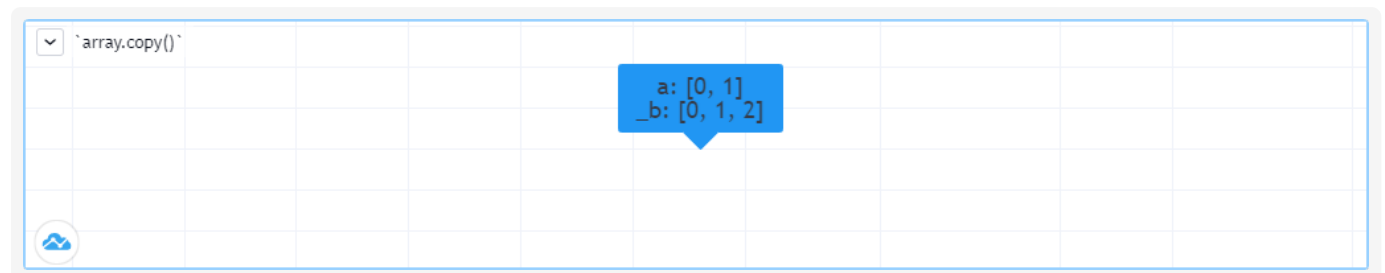 `array.copy()`
a: [0, 1]
_b: [0, 1, 2]